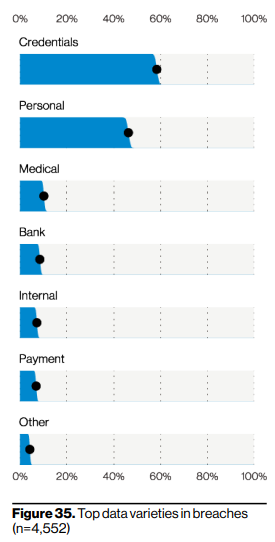 0% 20% 40% 60% 80% 100%
Credentials
Personal
Medical
Bank
Internal
Payment
Other
0% 20% 40% 60% 80% 100%
Figure 35. Top data varieties in breaches
(n=4,552)